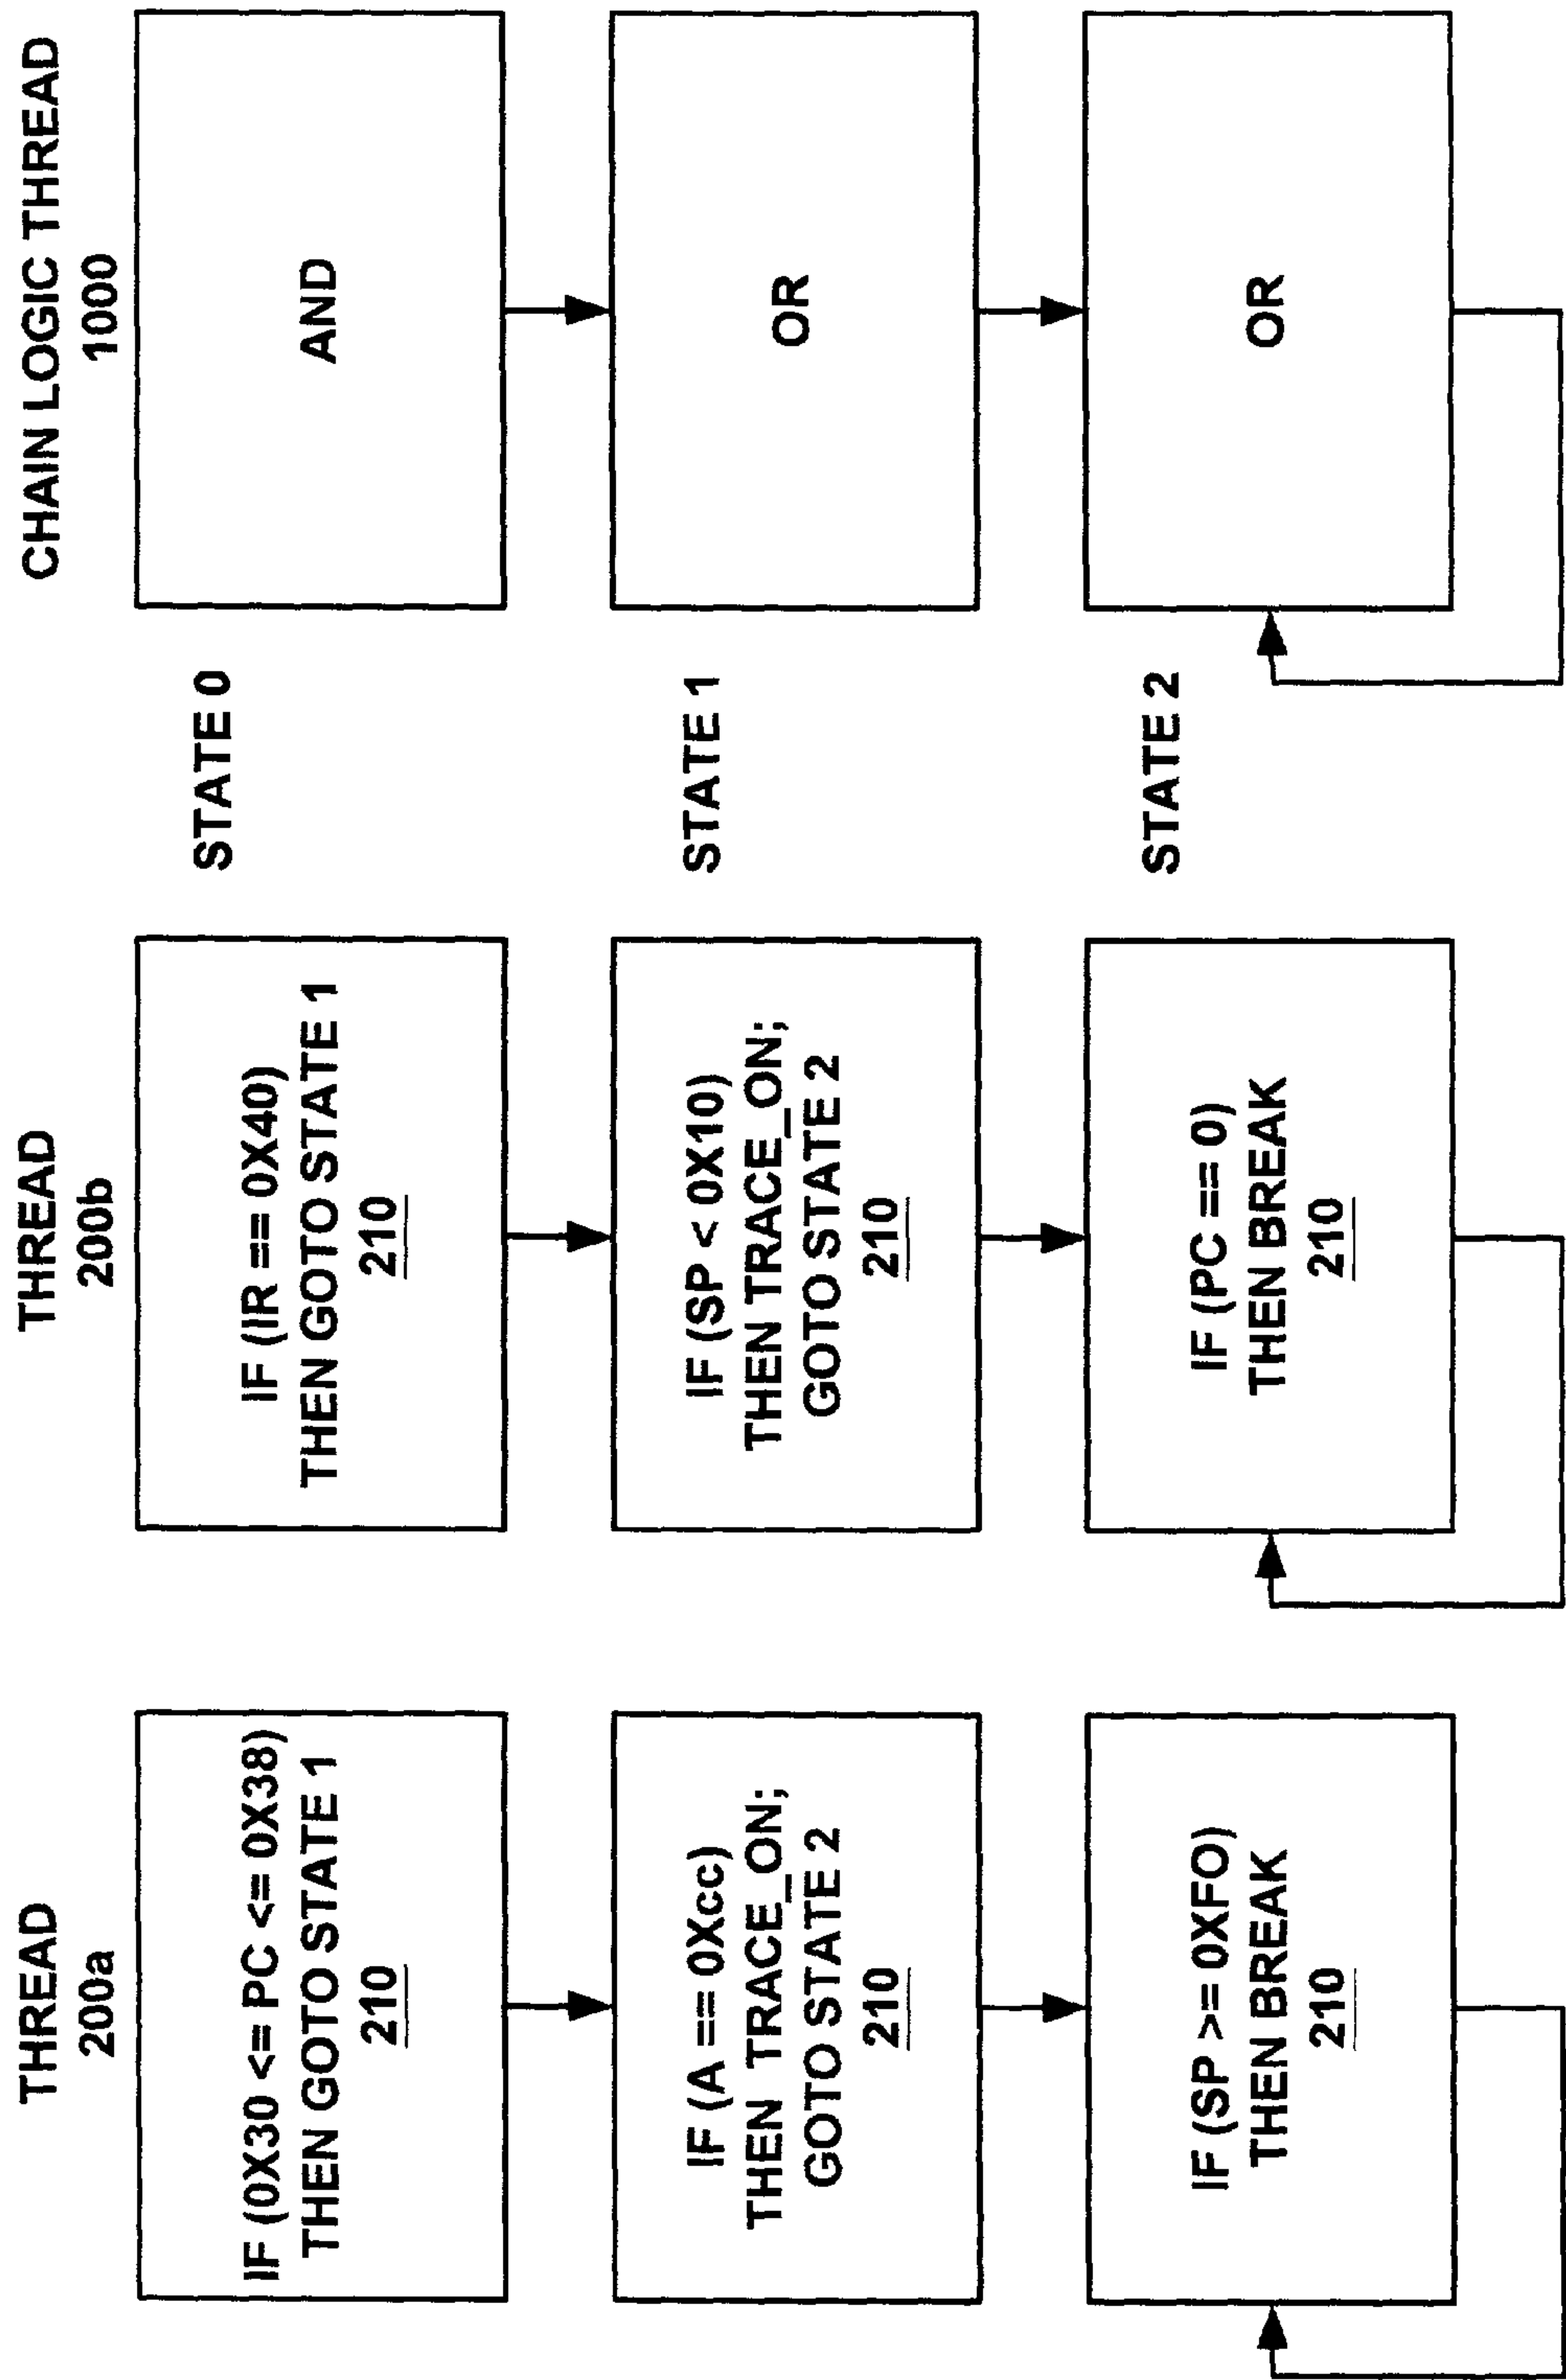 THREAD
200a
IF (0X30 <= PC <= 0X38)
THEN GOTO STATE 1
210
IF (A == 0Xcc)
THEN TRACE_ON;
GOTO STATE 2
210
IF (SP >= 0XFO)
THEN BREAK
210
THREAD
200b
IF (IR == 0X40)
THEN GOTO STATE 1
210
IF (SP < 0X10)
THEN TRACE_ON;
GOTO STATE 2
210
IF (PC == 0)
THEN BREAK
210
STATE 0
STATE 1
STATE 2
CHAIN LOGIC THREAD
1000
AND
OR
OR